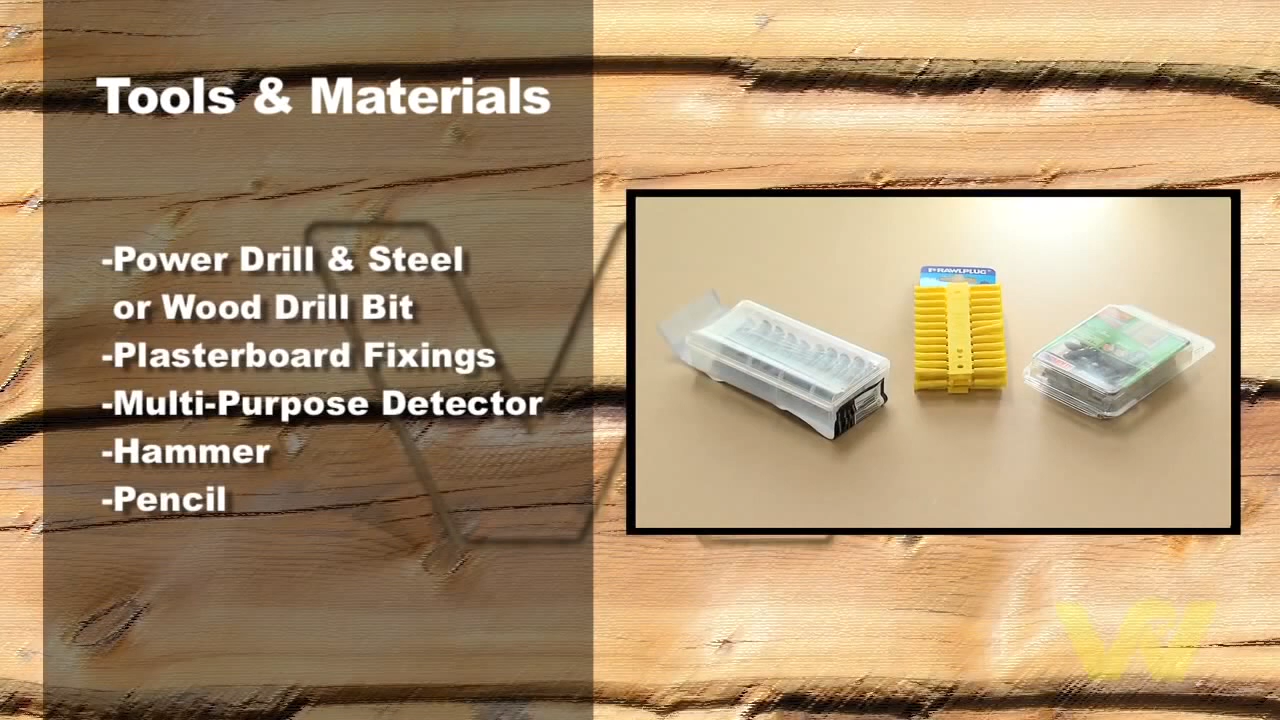 Tools & Materials
-Power Drill & Steel
or Wood Drill Bit
-Plasterboard Fixings
-Multi-Purpose Detector
-Hammer
-Pencil
RAWLPLUG